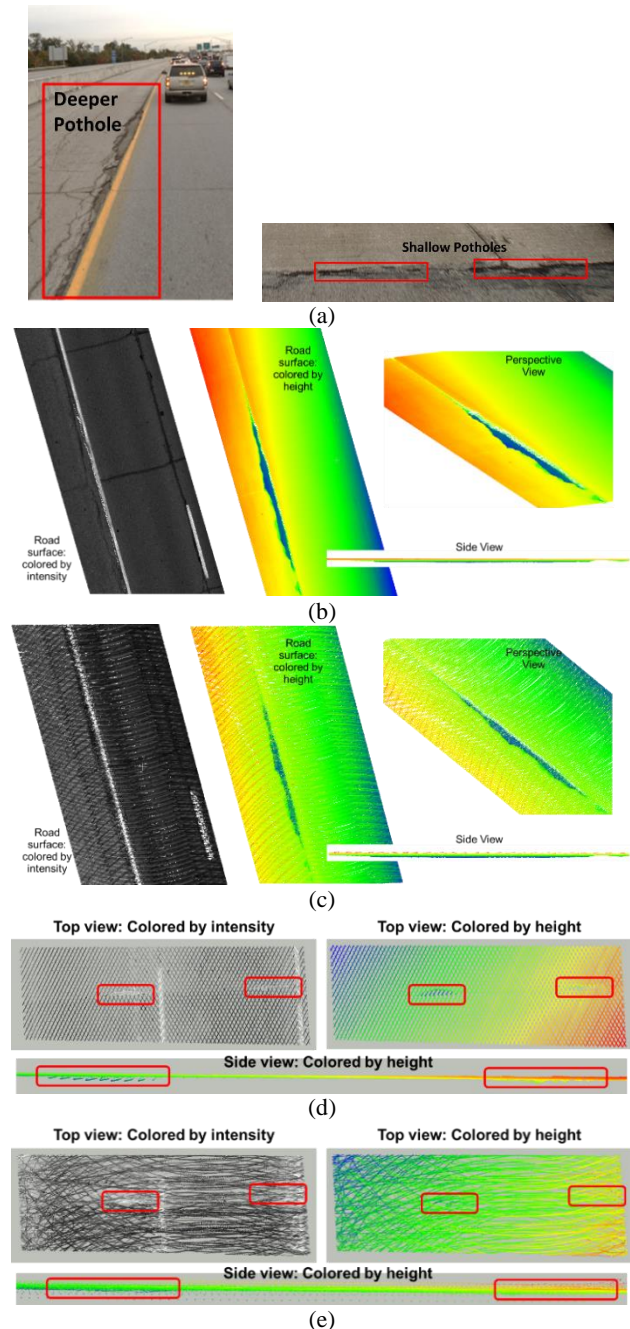 Deeper
Pothole
Shallow Potholes
(a)
Road
surface:
colored by
intensity
Road
surface:
colored by
height
Perspective
View
Side View
(b)
Road
surface:
colored by
intensity
Road
surface:
colored by
height
Perspective
View
Side View
(c)
Top view: Colored by intensity
Top view: Colored by height
Side view: Colored by height
(d)
Top view: Colored by intensity
Top view: Colored by height
Side view: Colored by height
(e)